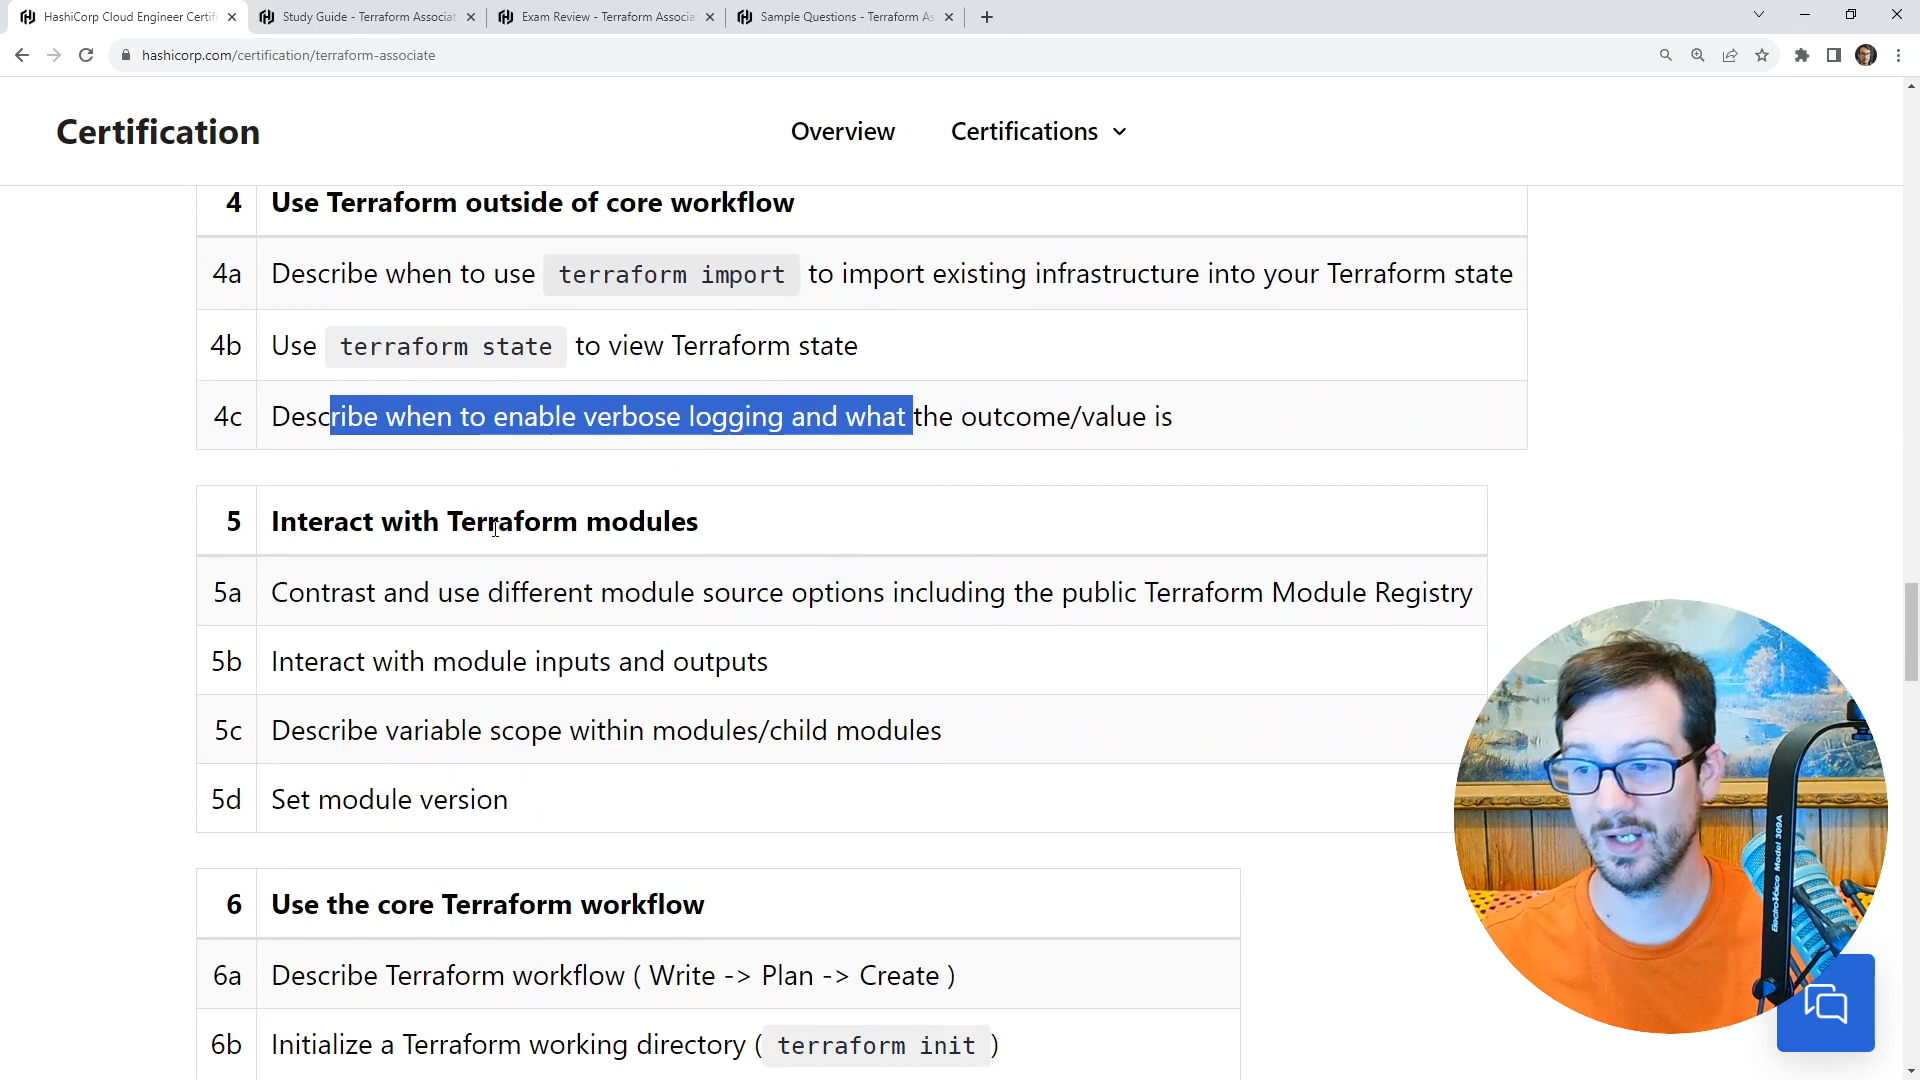 HashiCorp Cloud Engineer Certifi
Study Guide - Terraform Associat
Exam Review - Terraform Associa
Sample Questions - Terraform As
hashicorp.com/certification/terraform-associate
Certification
Overview
Certifications
4 Use Terraform outside of core workflow
4a Describe when to use terraform import to import existing infrastructure into your Terraform state
4b Use terraform state to view Terraform state
4c Describe when to enable verbose logging and what the outcome/value is
5 Interact with Terraform modules
5a Contrast and use different module source options including the public Terraform Module Registry
5b Interact with module inputs and outputs
5c Describe variable scope within modules/child modules
5d Set module version
6 Use the core Terraform workflow
6a Describe Terraform workflow ( Write -> Plan -> Create )
6b Initialize a Terraform working directory ( terraform init )
ElectroVoice Model 309A